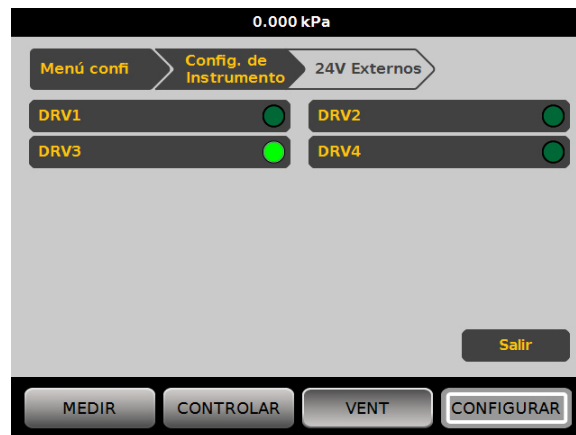 0.000 kPa
Menú confi
Config. de
Instrumento
24V Externos
DRV1
DRV2
DRV3
DRV4
Salir
MEDIR
CONTROLAR
VENT
CONFIGURAR